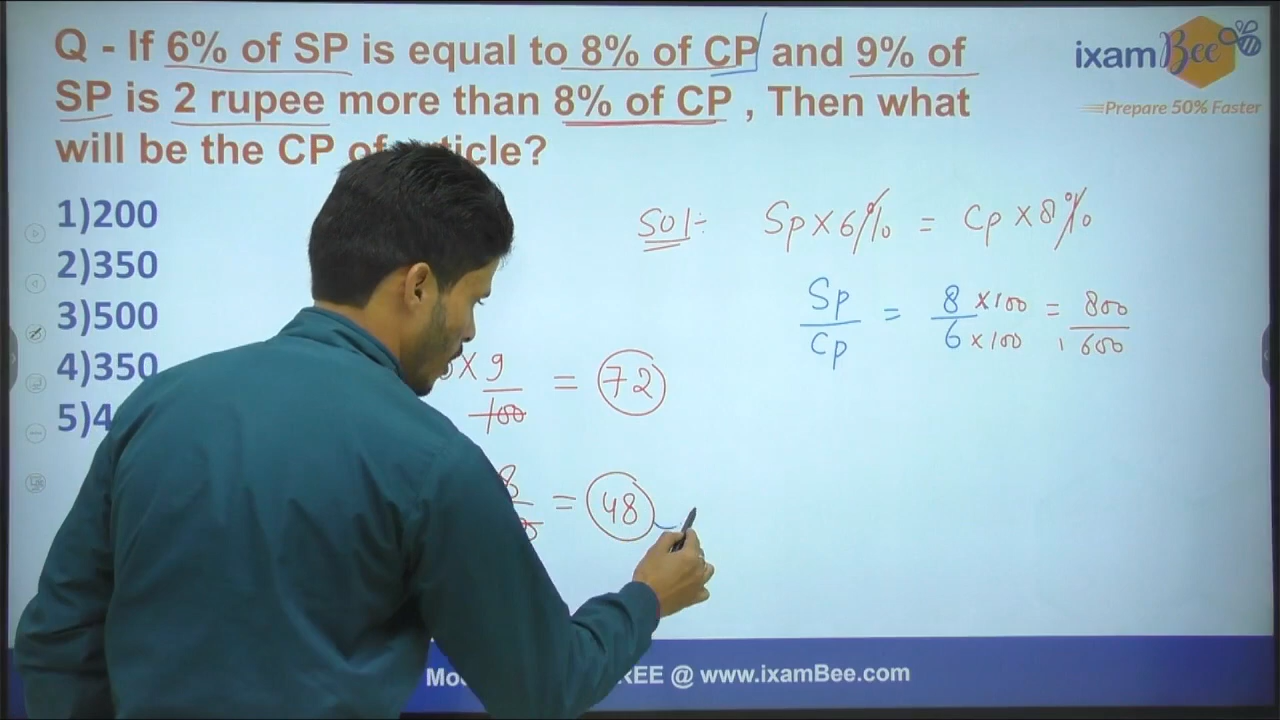 Q - If 6% of SP is equal to 8% of CP and 9% of
SP is 2 rupee more than 8% of CP , Then what
will be the CP of article?
ixamBee
Prepare 50% Faster
1)200
2)350
3)500
4)350
5)4
Sol:- Sp×6% = Cp×8%
Sp/Cp = 8×100/6×100 = 800/600
×9/100 = 72
8 = 48
@ www.ixamBee.com